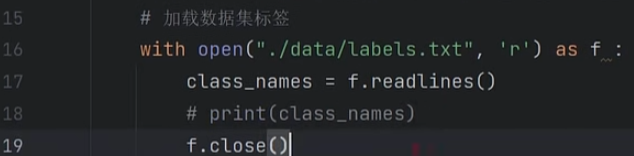 15 # 加载数据集标签
16 with open("./data/labels.txt", 'r') as f :
17 class_names = f.readlines()
18 # print(class_names)
19 f.close()